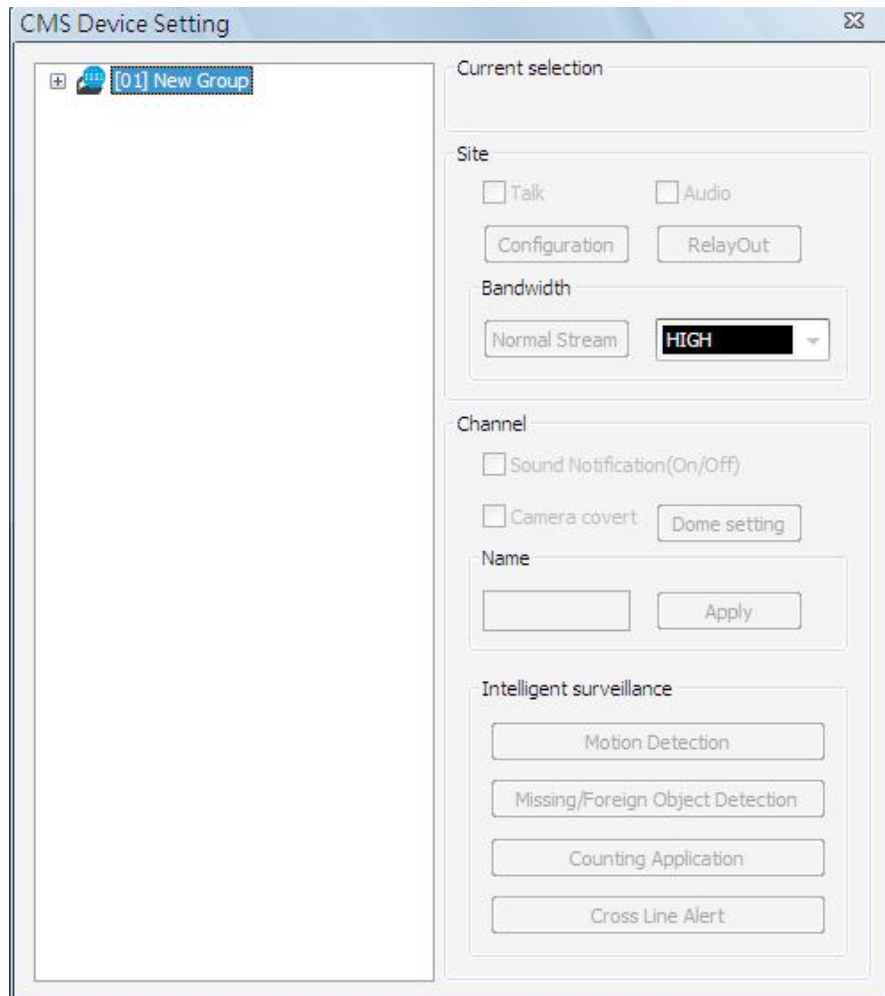 CMS Device Setting
[01] New Group
Current selection
Site
Talk Audio
Configuration RelayOut
Bandwidth
Normal Stream HIGH
Channel
Sound Notification(On/Off)
Camera covert Dome setting
Name
Apply
Intelligent surveillance
Motion Detection
Missing/Foreign Object Detection
Counting Application
Cross Line Alert